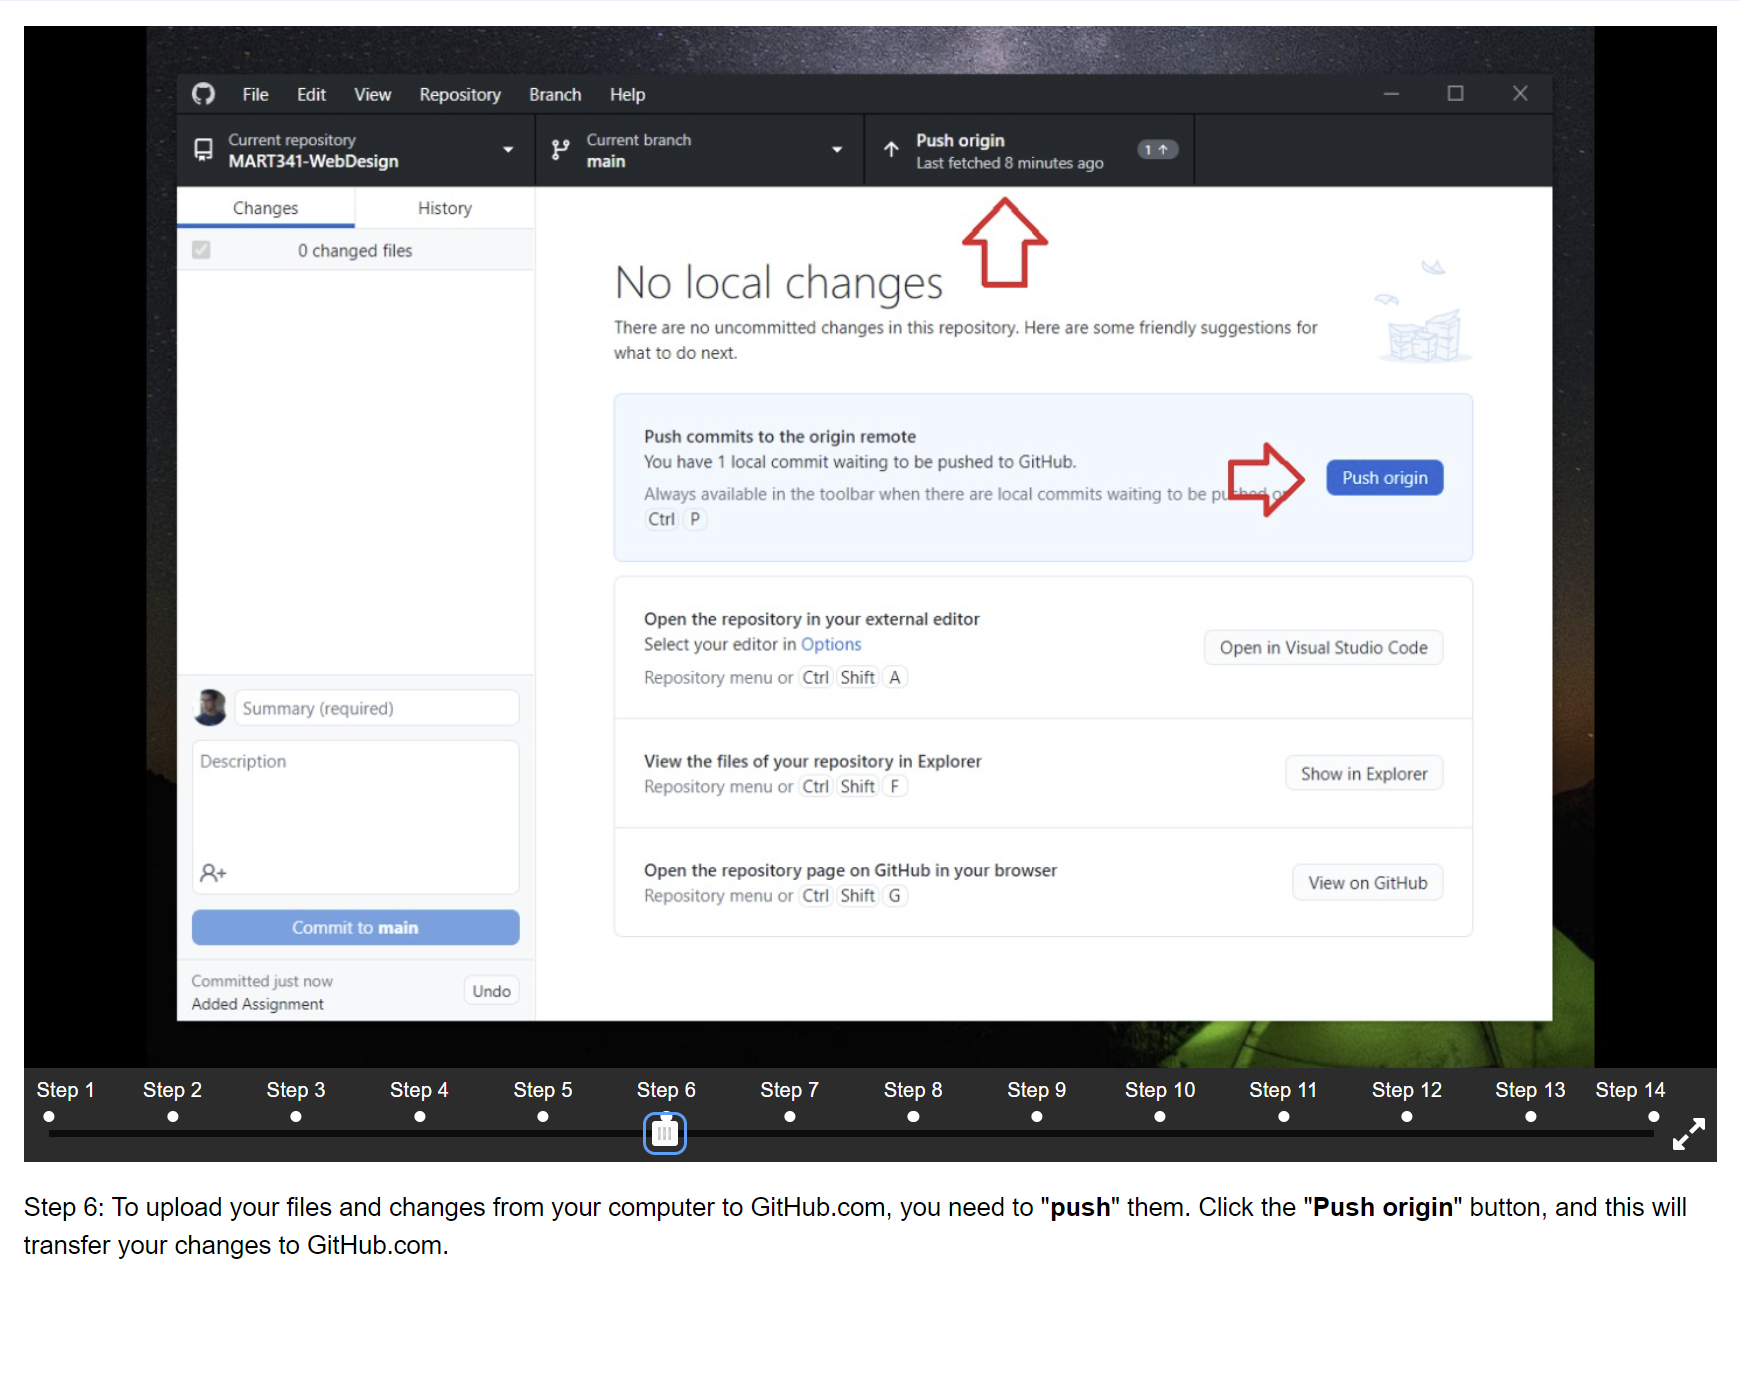 File Edit View Repository Branch Help
Current repository
MART341-WebDesign
Current branch
main
Push origin
Last fetched 8 minutes ago
1
Changes
History
0 changed files
No local changes
There are no uncommitted changes in this repository. Here are some friendly suggestions for
what to do next.
Push commits to the origin remote
You have 1 local commit waiting to be pushed to GitHub.
Always available in the toolbar when there are local commits waiting to be pushed or
Ctrl P
Push origin
Open the repository in your external editor
Select your editor in Options
Repository menu or Ctrl Shift A
Open in Visual Studio Code
View the files of your repository in Explorer
Repository menu or Ctrl Shift F
Show in Explorer
Open the repository page on GitHub in your browser
Repository menu or Ctrl Shift G
View on GitHub
Summary (required)
Description
Commit to main
Committed just now
Added Assignment
Undo
Step 1 Step 2 Step 3 Step 4 Step 5 Step 6 Step 7 Step 8 Step 9 Step 10 Step 11 Step 12 Step 13 Step 14
Step 6: To upload your files and changes from your computer to GitHub.com, you need to "push" them. Click the "Push origin" button, and this will
transfer your changes to GitHub.com.